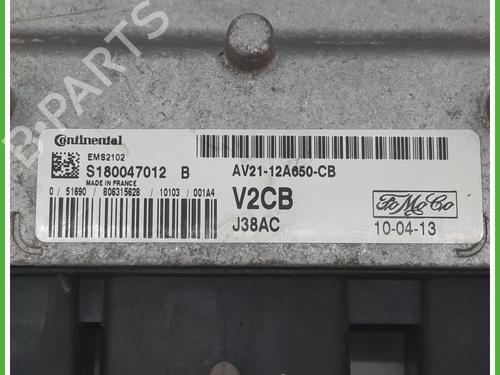 B-PARTS
Continental
EMS2102
S180047012 B
MADE IN FRANCE
0 / 51690 / 806315628 / 10103 / 001A4
AV21-12A650-CB
V2CB
J38AC
FoMoCo
10-04-13